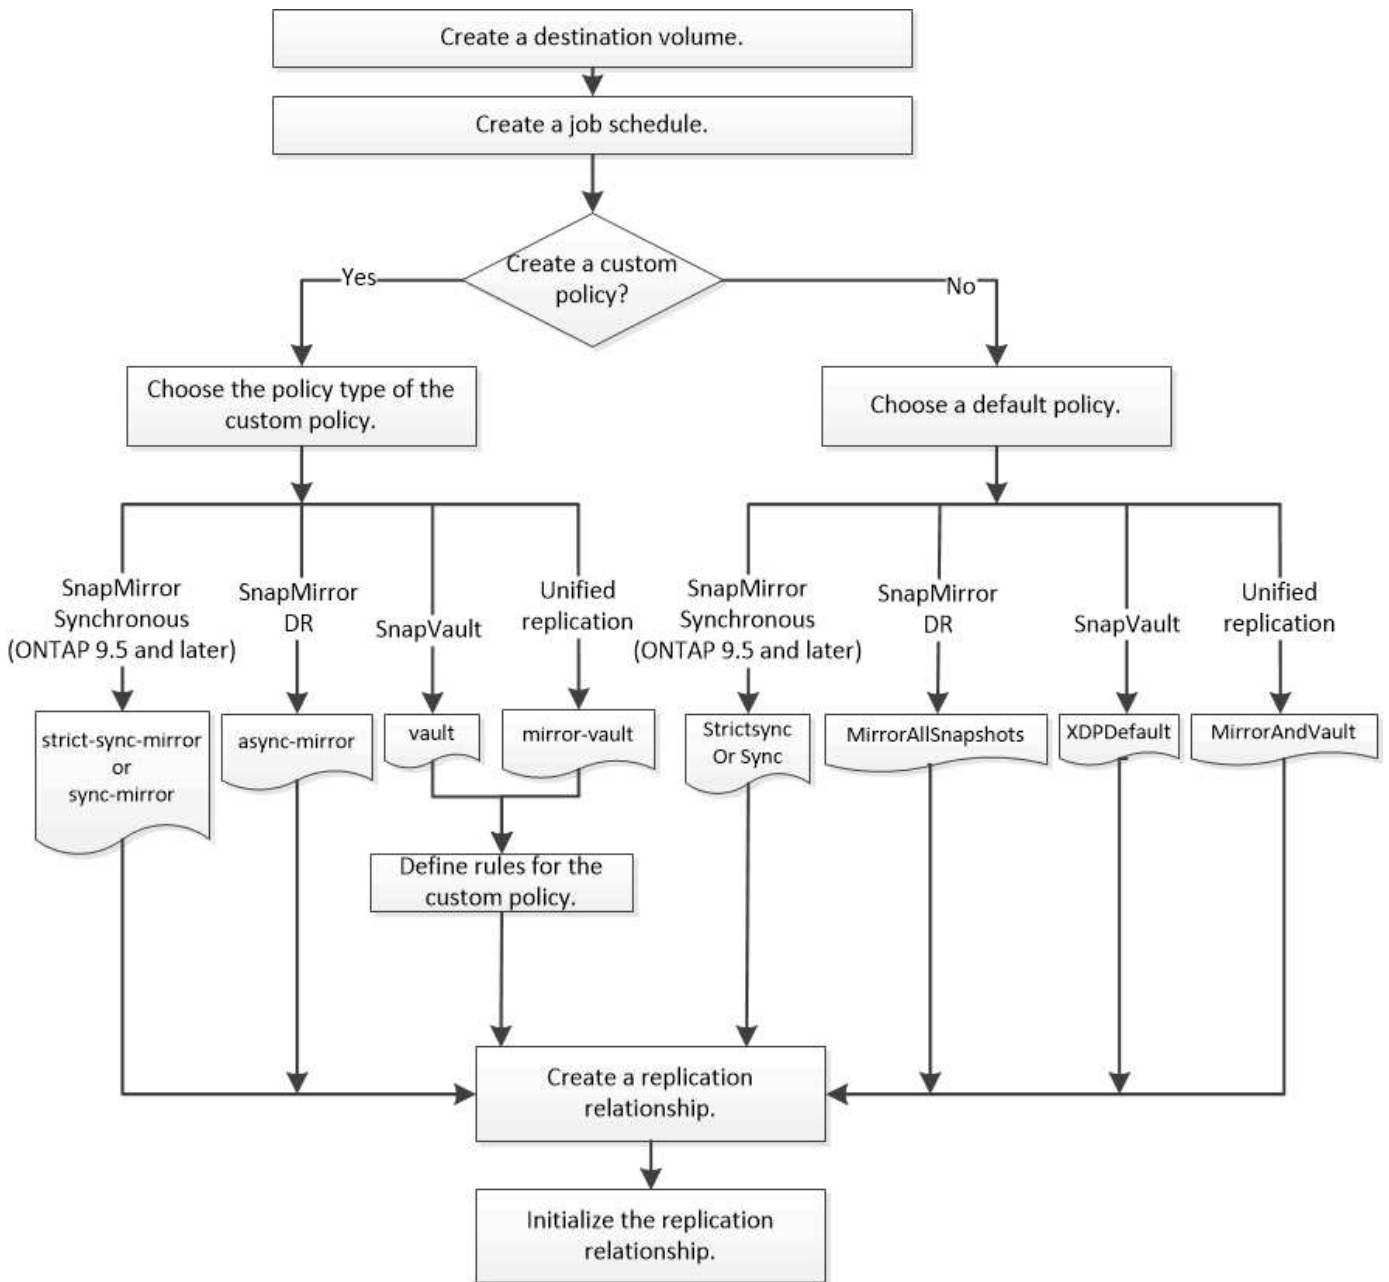 Create a destination volume.
Create a job schedule.
Create a custom
policy?
Yes
No
Choose the policy type of the
custom policy.
Choose a default policy.
SnapMirror
Synchronous
(ONTAP 9.5 and later)
SnapMirror
DR
SnapVault
Unified
replication
SnapMirror
Synchronous
(ONTAP 9.5 and later)
SnapMirror
DR
SnapVault
Unified
replication
strict-sync-mirror
or
sync-mirror
async-mirror
vault
mirror-vault
Strictsync
Or Sync
MirrorAllSnapshots
XDPDefault
MirrorAndVault
Define rules for the
custom policy.
Create a replication
relationship.
Initialize the replication
relationship.